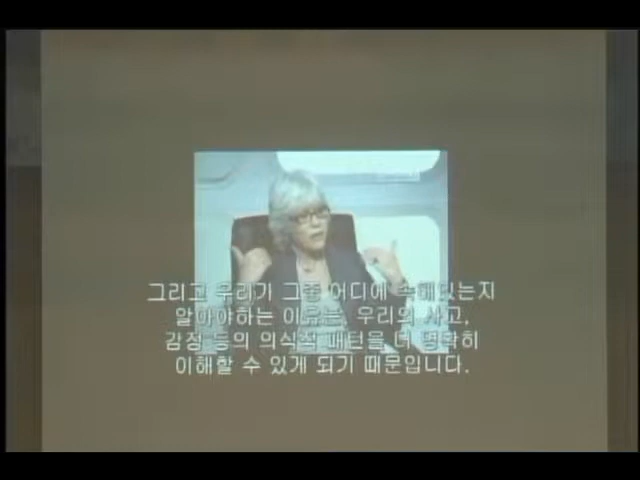 그리고 우리가 그중 어디에 속해있는지
알아야하는 이유는, 우리의 사고,
감정 등의 의식적 패턴을 더 명확히
이해할 수 있게 되기 때문입니다.